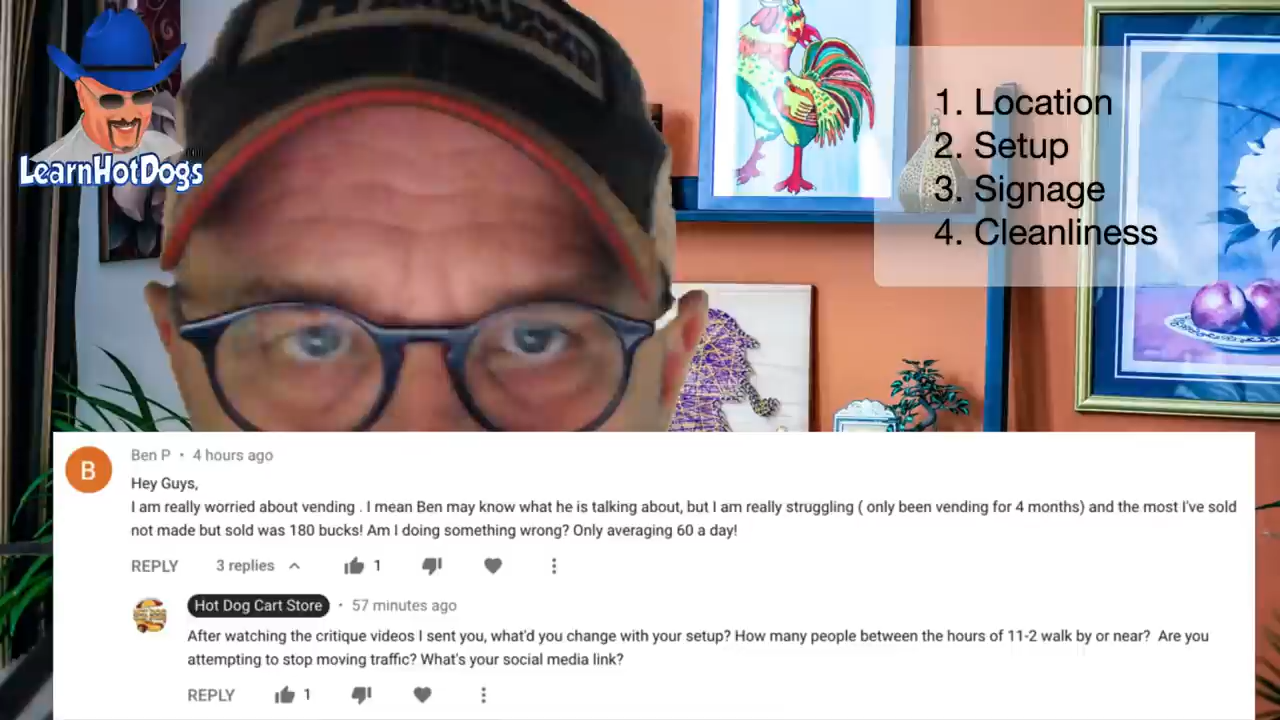 LearnHotDogs
1. Location
2. Setup
3. Signage
4. Cleanliness
B
Ben P • 4 hours ago
Hey Guys,
I am really worried about vending . I mean Ben may know what he is talking about, but I am really struggling ( only been vending for 4 months) and the most I've sold
not made but sold was 180 bucks! Am I doing something wrong? Only averaging 60 a day!
REPLY 3 replies 1
Hot Dog Cart Store • 57 minutes ago
After watching the critique videos I sent you, what'd you change with your setup? How many people between the hours of 11-2 walk by or near? Are you
attempting to stop moving traffic? What's your social media link?
REPLY 1